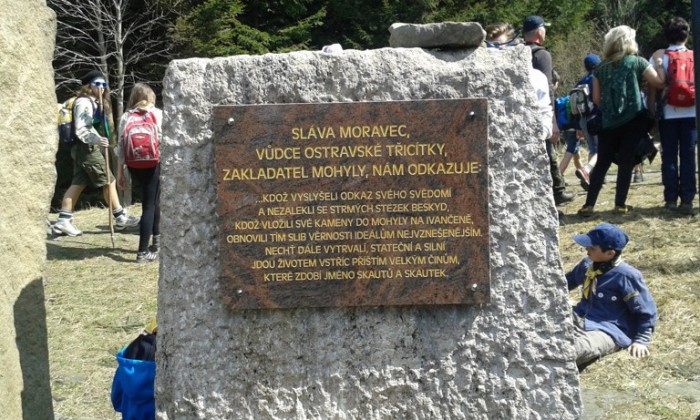 SLÁVA MORAVEC,
VŮDCE OSTRAVSKÉ TŘICÍTKY,
ZAKLADATEL MOHYLY, NÁM ODKAZUJE:
...KDOŽ VYSLYŠELI ODKAZ SVÉHO SVĚDOMÍ
A NEZALEKLI SE STRMÝCH STEZEK BESKYD,
KDOŽ VLOŽILI SVÉ KAMENY DO MOHYLY NA IVANČENĚ,
OBNOVILI TÍM SLIB VĚRNOSTI IDEÁLŮM NEJVZNEŠENĚJŠÍM.
NECHŤ DÁLE VYTRVALÍ, STATEČNÍ A SILNÍ
JDOU ŽIVOTEM VSTŘÍC PŘÍŠTÍM VELKÝM ČINŮM,
KTERÉ ZDOBÍ JMÉNO SKAUTŮ A SKAUTEK.